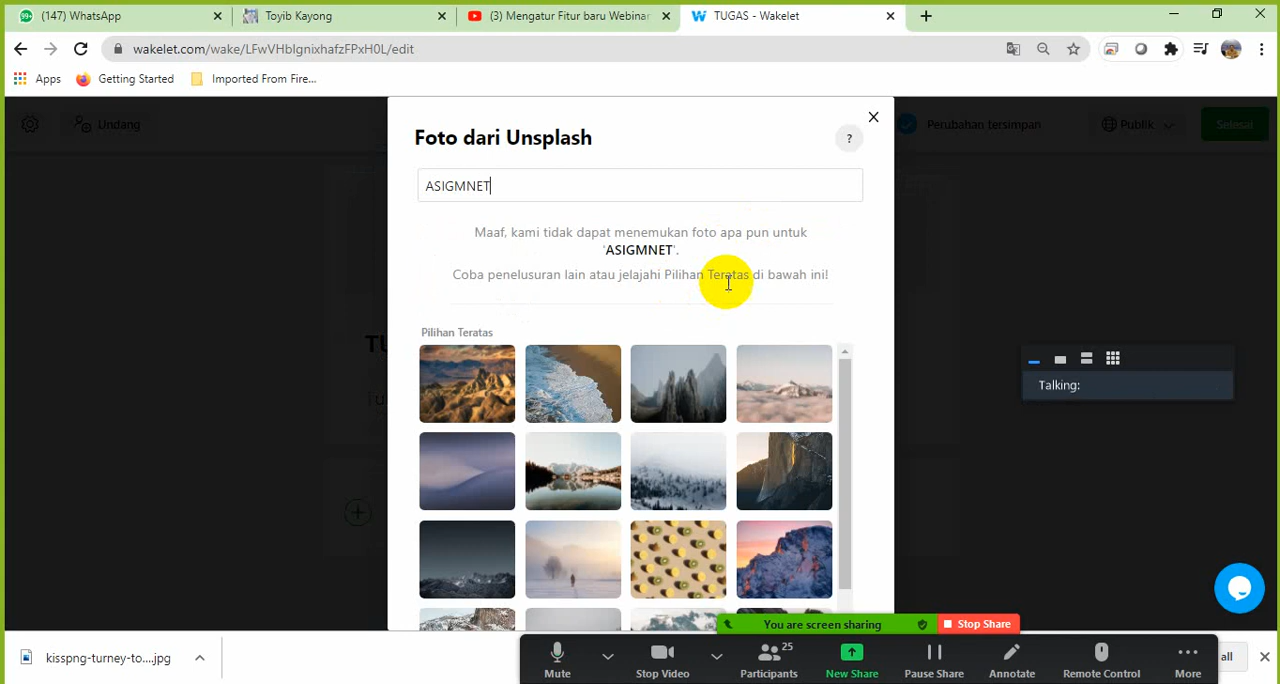 99+
(147) WhatsApp
Toyib Kayong
(3) Mengatur Fitur baru Webinar
TUGAS - Wakelet
wakelet.com/wake/LFwVHbIgnixhafzFPxH0L/edit
Apps
Getting Started
Imported From Fire...
Undang
Perubahan tersimpan
Publik
Selesai
Foto dari Unsplash
?
ASIGMNET
Maaf, kami tidak dapat menemukan foto apa pun untuk
'ASIGMNET'.
Coba penelusuran lain atau jelajahi Pilihan Teratas di bawah ini!
Pilihan Teratas
Talking:
You are screen sharing
Stop Share
kisspng-turney-to....jpg
Mute
Stop Video
Participants
25
New Share
Pause Share
Annotate
Remote Control
More
all